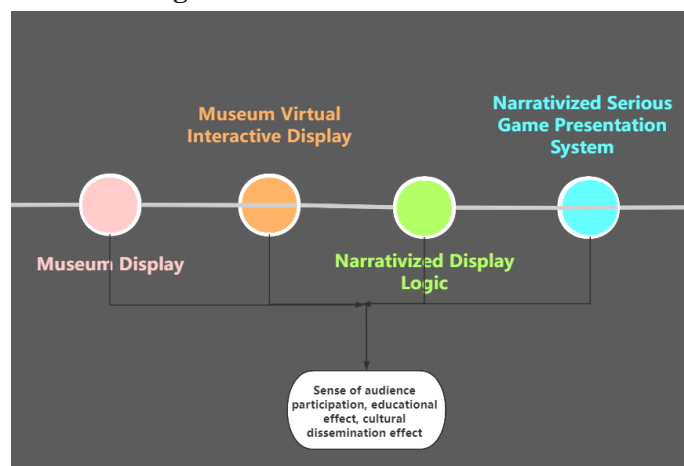 Museum Virtual
Interactive Display
Narrativized Serious
Game Presentation
System
Museum Display
Narrativized Display
Logic
Sense of audience
participation, educational
effect, cultural
dissemination effect